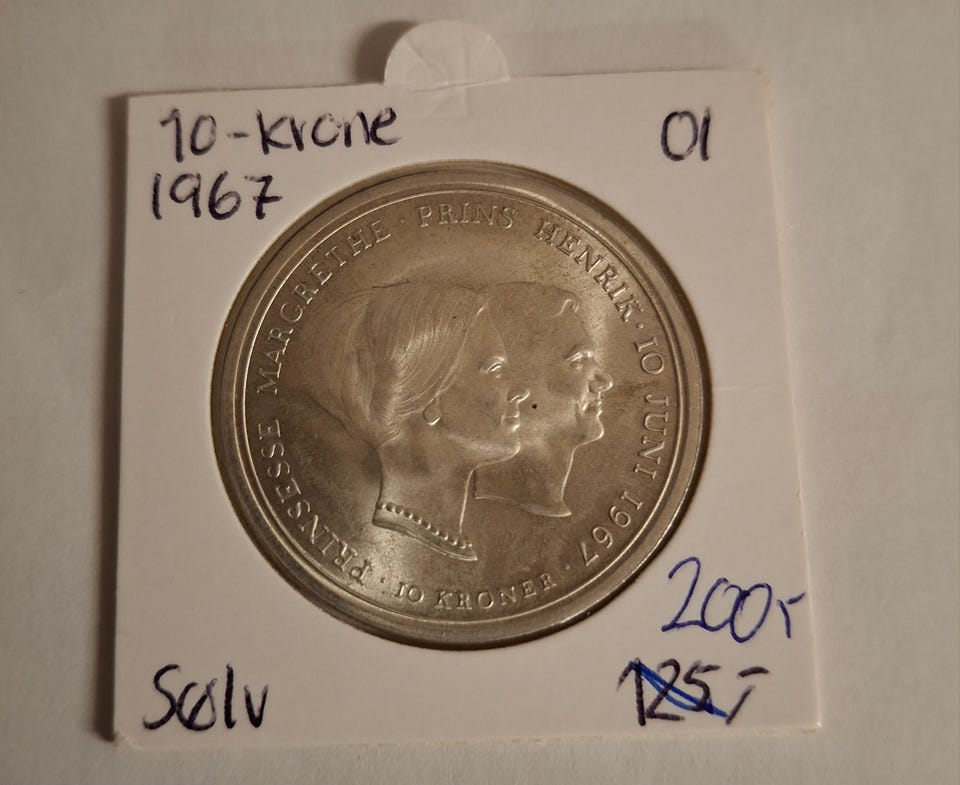 10-krone
1967
01
PRINSESSE MARGRETHE · PRINS HENRIK · 10 JUNI 1967
· 10 KRONER ·
200,-
Sølv
125,-